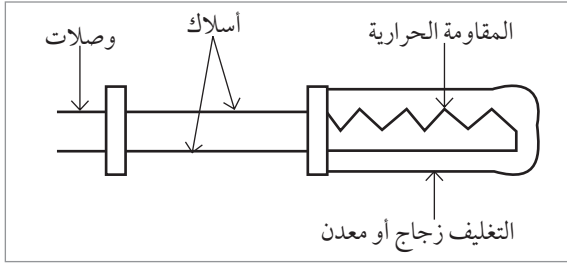 المقاومة الحرارية
أسلاك
وصلات
التغليف زجاج أو معدن